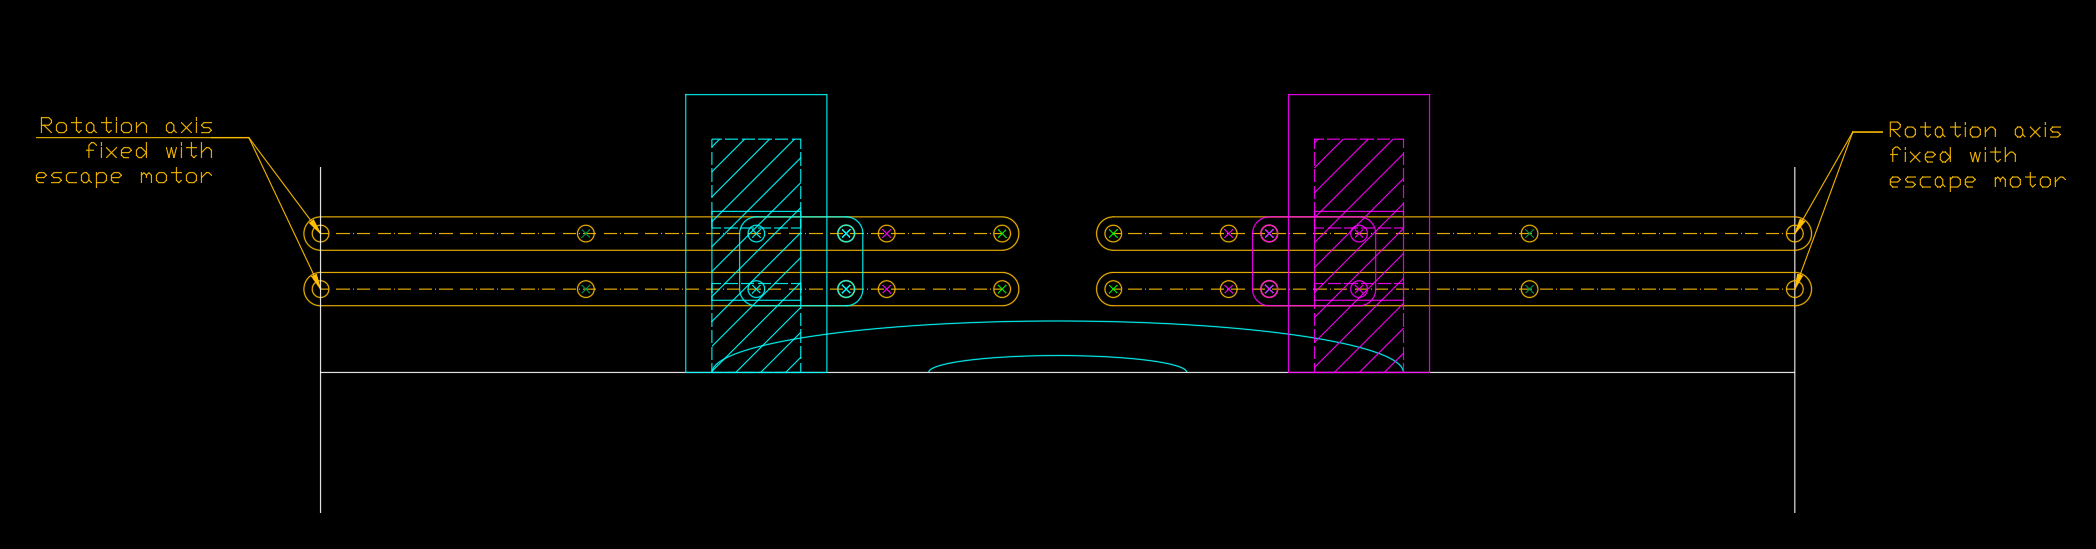 Rotation axis
fixed with
escape motor
Rotation axis
fixed with
escape motor